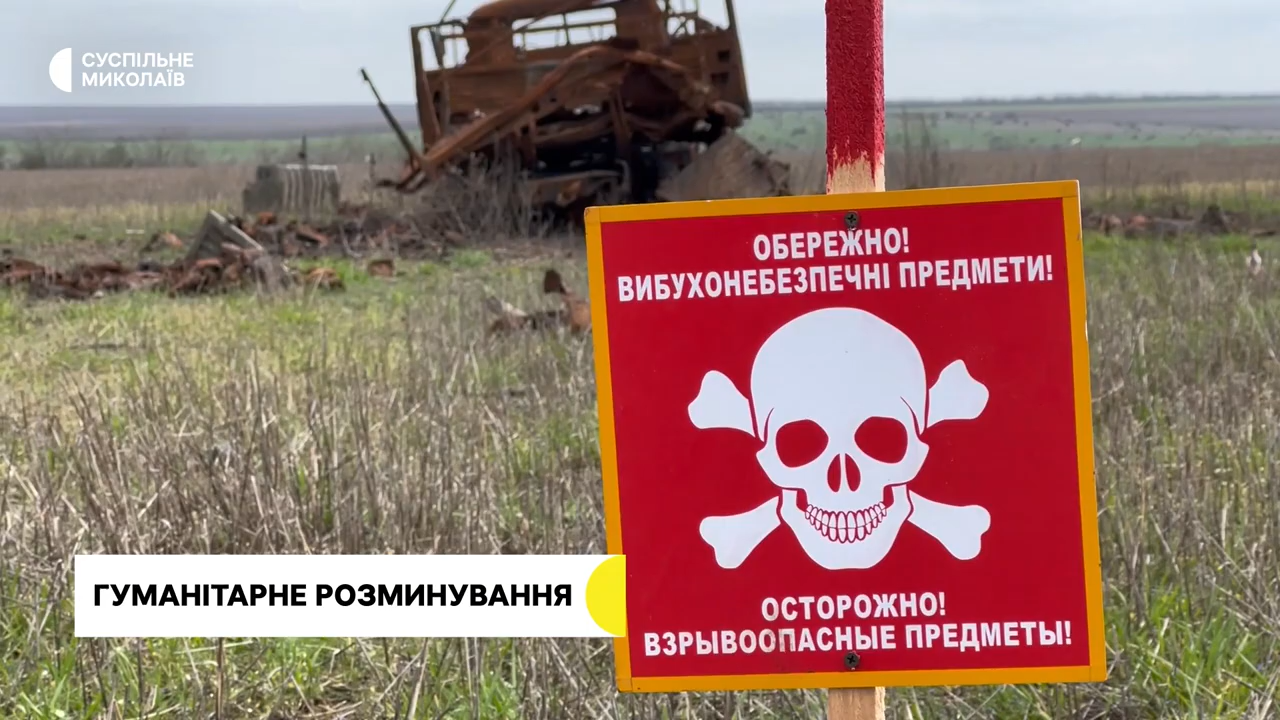 СУСПІЛЬНЕ
МИКОЛАЇВ
ОБЕРЕЖНО!
ВИБУХОНЕБЕЗПЕЧНІ ПРЕДМЕТИ!
ГУМАНІТАРНЕ РОЗМИНУВАННЯ
ОСТОРОЖНО!
ВЗРЫВООПАСНЫЕ ПРЕДМЕТЫ!